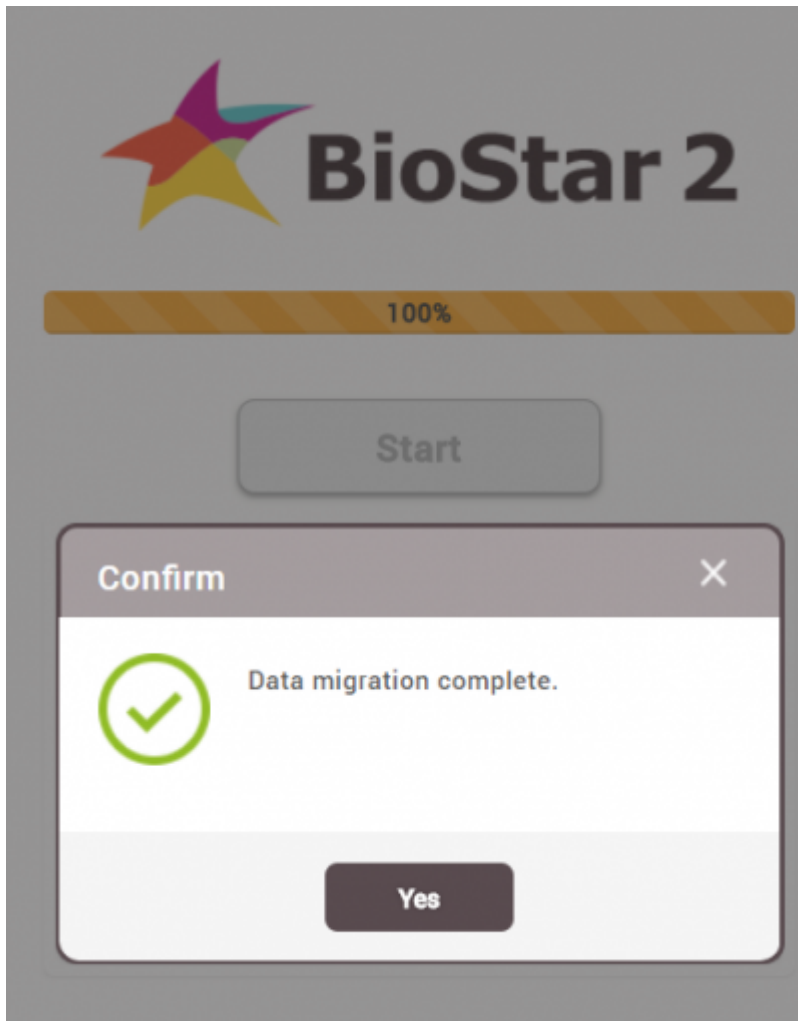 BioStar 2
100%
Start
Confirm
Data migration complete.
Yes